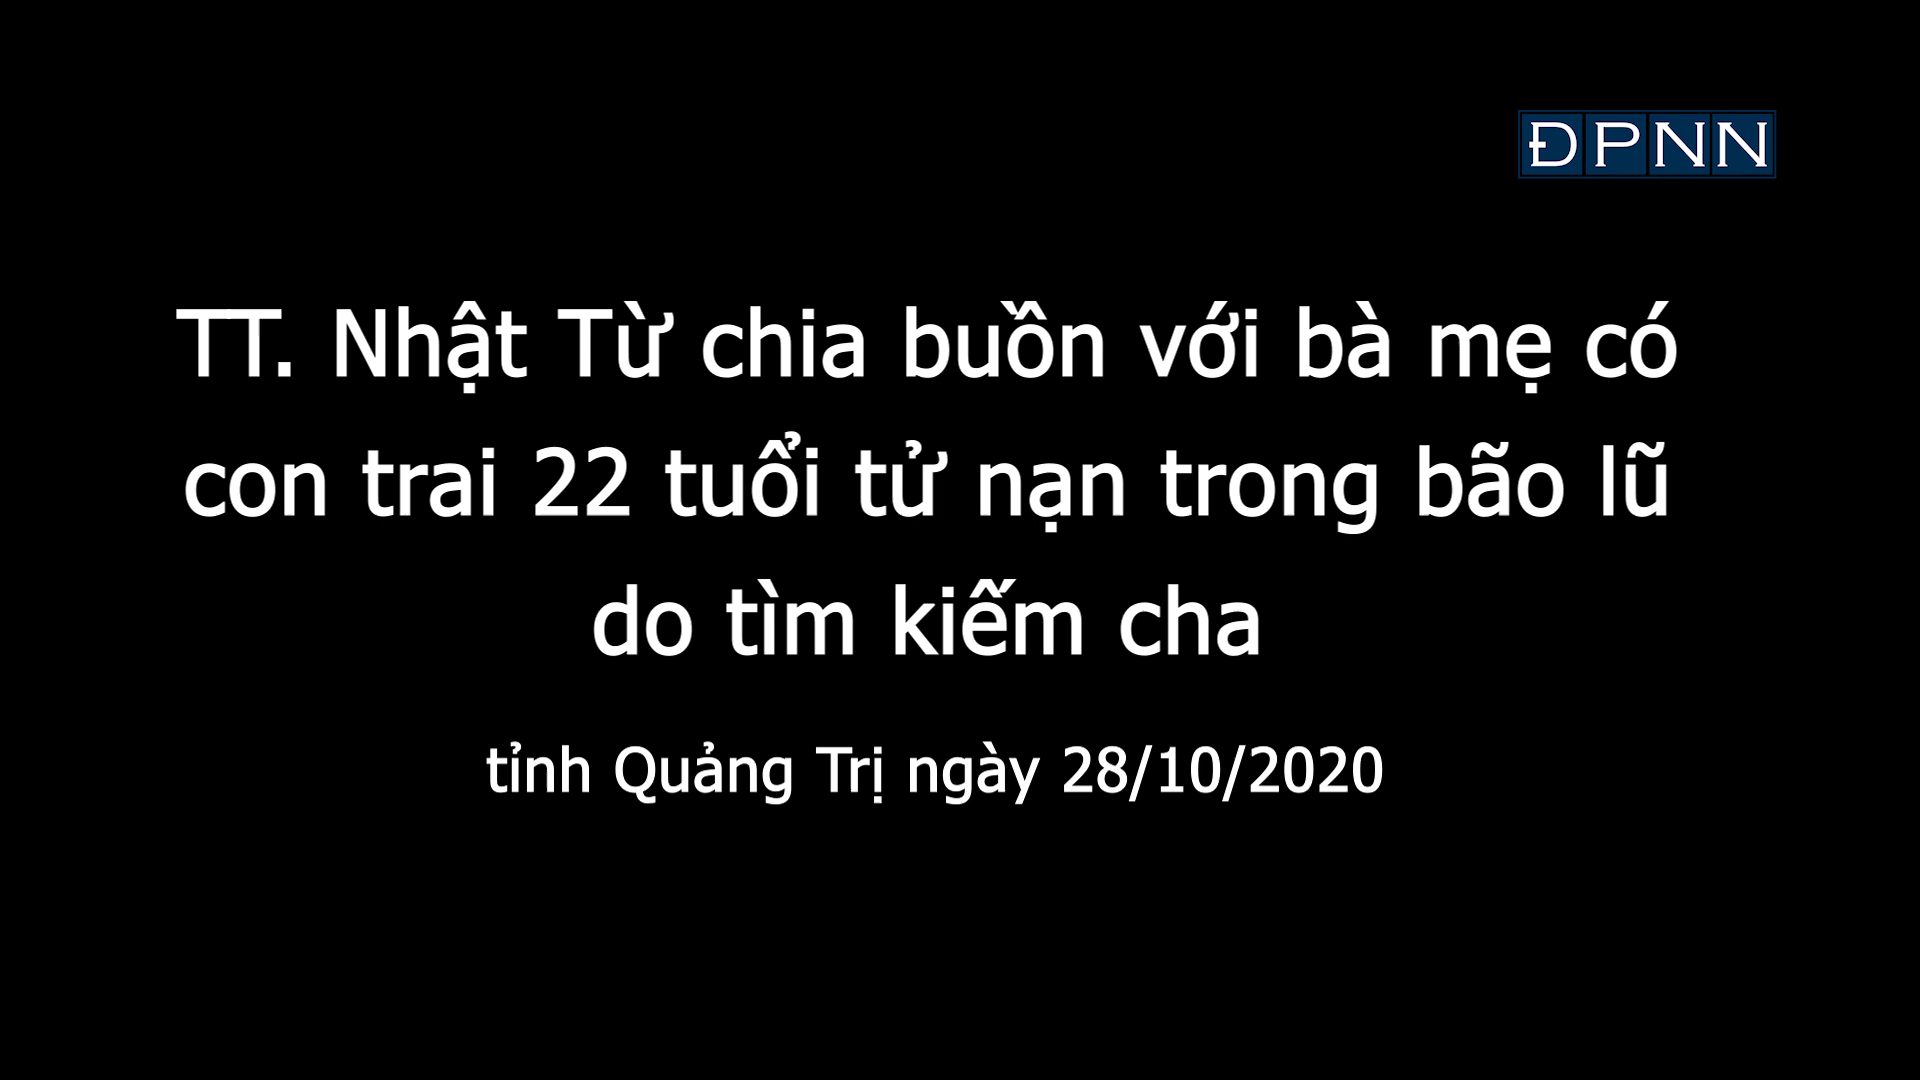 ĐPNN
TT. Nhật Từ chia buồn với bà mẹ có
con trai 22 tuổi tử nạn trong bão lũ
do tìm kiếm cha
tỉnh Quảng Trị ngày 28/10/2020